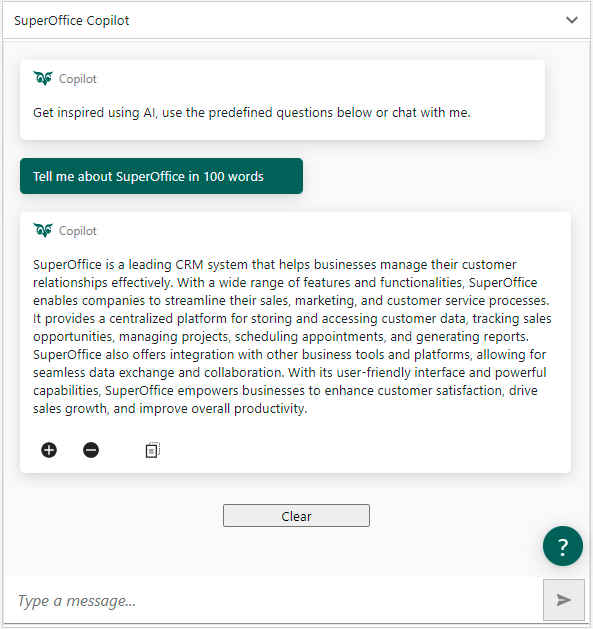 SuperOffice Copilot
Copilot
Get inspired using AI, use the predefined questions below or chat with me.
Tell me about SuperOffice in 100 words
Copilot
SuperOffice is a leading CRM system that helps businesses manage their customer
relationships effectively. With a wide range of features and functionalities, SuperOffice
enables companies to streamline their sales, marketing, and customer service processes.
It provides a centralized platform for storing and accessing customer data, tracking sales
opportunities, managing projects, scheduling appointments, and generating reports.
SuperOffice also offers integration with other business tools and platforms, allowing for
seamless data exchange and collaboration. With its user-friendly interface and powerful
capabilities, SuperOffice empowers businesses to enhance customer satisfaction, drive
sales growth, and improve overall productivity.
Clear
?
Type a message...